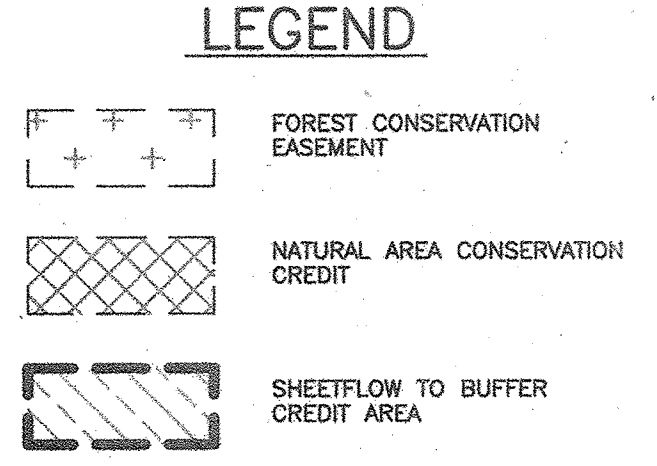 LEGEND
FOREST CONSERVATION
EASEMENT
NATURAL AREA CONSERVATION
CREDIT
SHEETFLOW TO BUFFER
CREDIT AREA